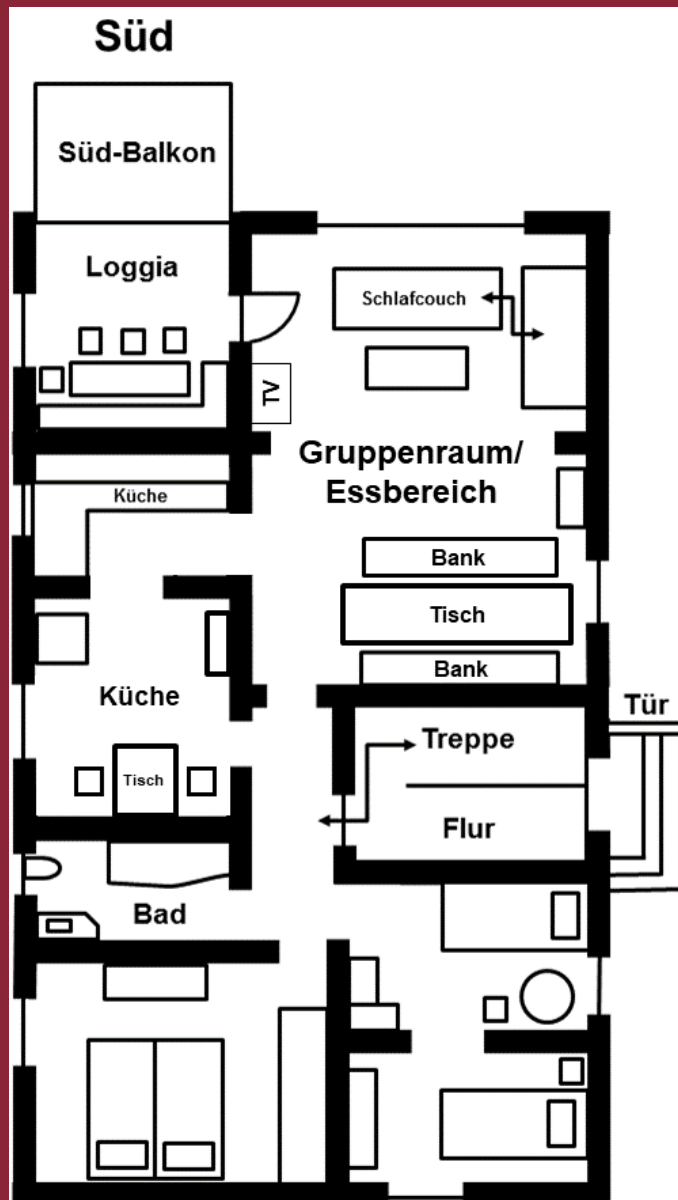 Süd
Süd-Balkon
Loggia
Schlafcouch
TV
Gruppenraum/
Essbereich
Küche
Bank
Tisch
Bank
Küche
Tür
Treppe
Tisch
Flur
Bad